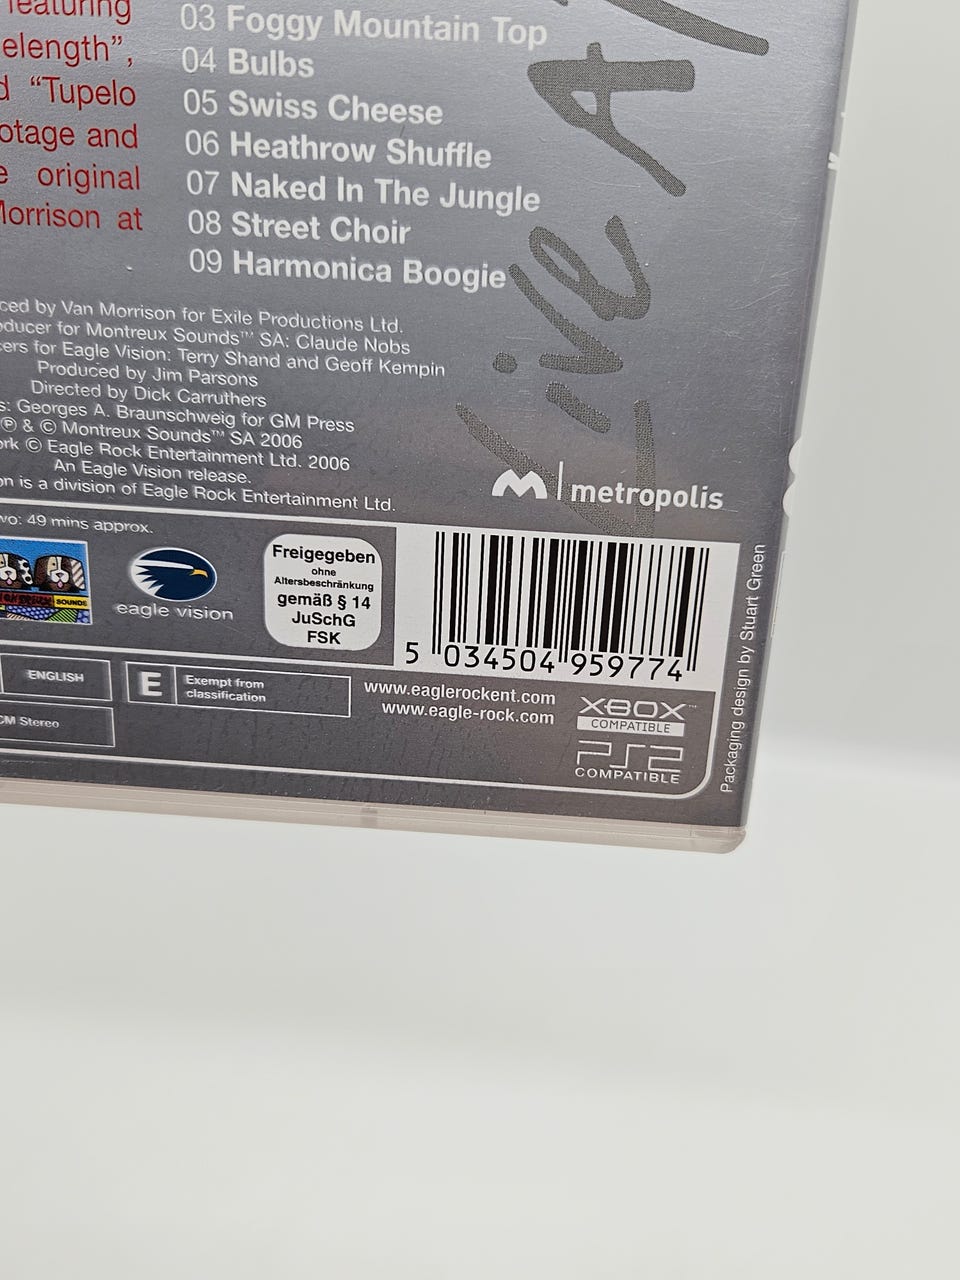 featuring
elength",
d "Tupelo
otage and
e original
Morrison at
03 Foggy Mountain Top
04 Bulbs
05 Swiss Cheese
06 Heathrow Shuffle
07 Naked In The Jungle
08 Street Choir
09 Harmonica Boogie
Live At
ced by Van Morrison for Exile Productions Ltd.
oducer for Montreux Sounds™ SA: Claude Nobs
cers for Eagle Vision: Terry Shand and Geoff Kempin
Produced by Jim Parsons
Directed by Dick Carruthers
s: Georges A. Braunschweig for GM Press
℗ & © Montreux Sounds™ SA 2006
ork © Eagle Rock Entertainment Ltd. 2006
An Eagle Vision release.
on is a division of Eagle Rock Entertainment Ltd.
metropolis
wo: 49 mins approx.
SOUNDS
eagle vision
Freigegeben
ohne
Altersbeschränkung
gemäß § 14
JuSchG
FSK
5 034504 959774
ENGLISH
E Exempt from
classification
CM Stereo
www.eaglerockent.com
www.eagle-rock.com
XBOX™
COMPATIBLE
PS2
COMPATIBLE
Packaging design by Stuart Green